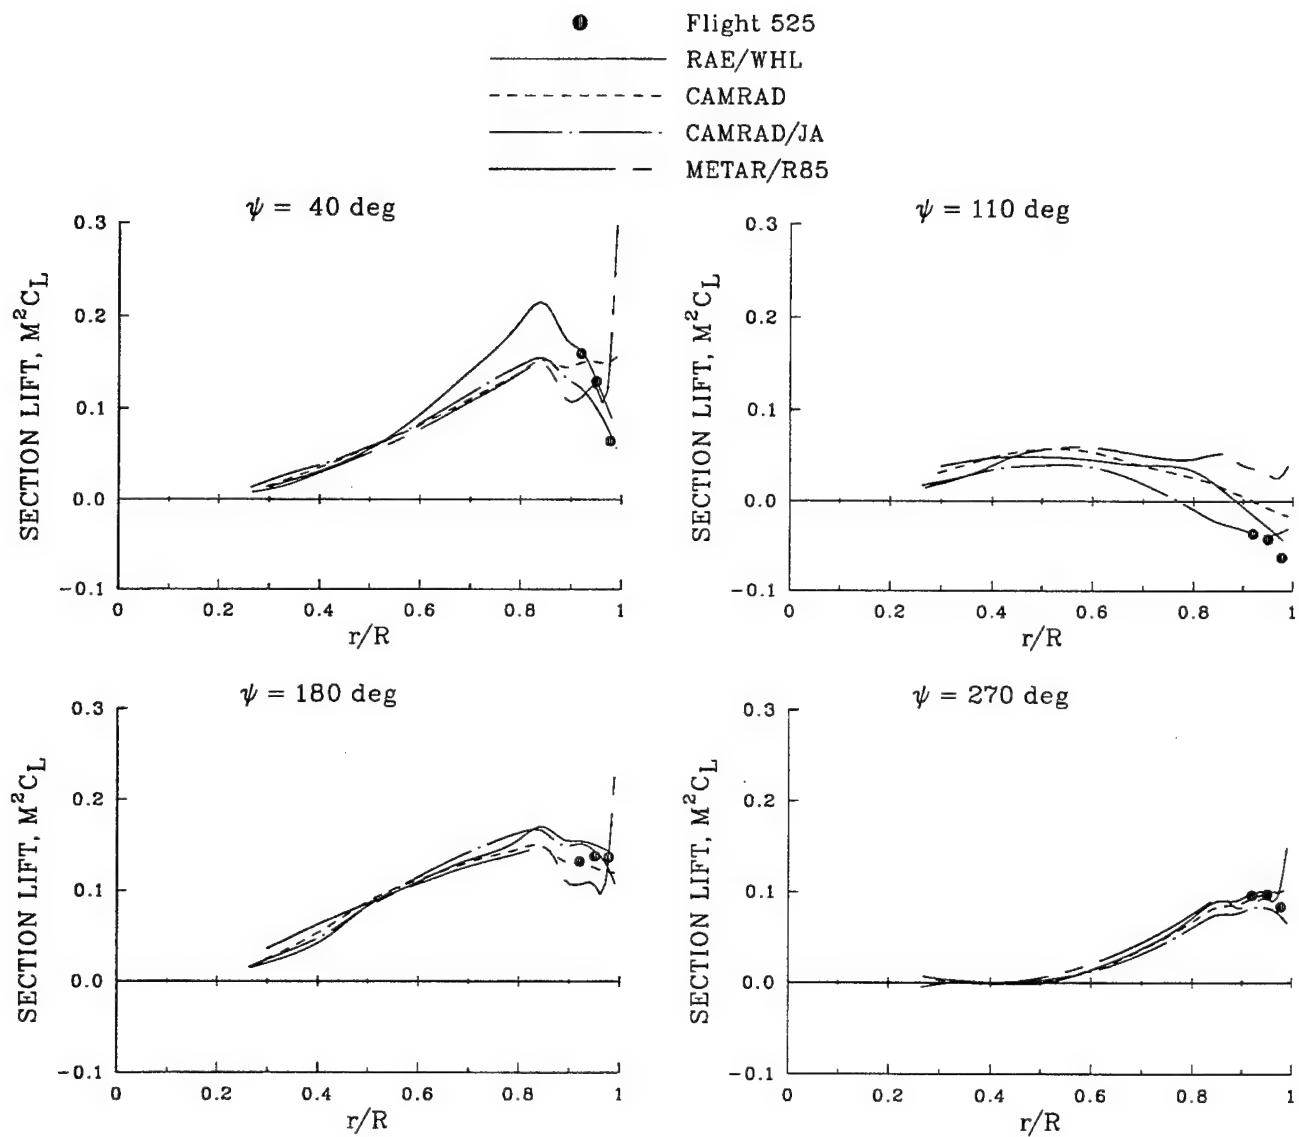 Flight 525
RAE/WHL
CAMRAD
CAMRAD/JA
METAR/R85
ψ = 40 deg
0.3
0.2
0.1
0.0
−0.1
SECTION LIFT, M²C_L
0 0.2 0.4 0.6 0.8 1
r/R
ψ = 110 deg
0.3
0.2
0.1
0.0
−0.1
SECTION LIFT, M²C_L
0 0.2 0.4 0.6 0.8 1
r/R
ψ = 180 deg
0.3
0.2
0.1
0.0
−0.1
SECTION LIFT, M²C_L
0 0.2 0.4 0.6 0.8 1
r/R
ψ = 270 deg
0.3
0.2
0.1
0.0
−0.1
SECTION LIFT, M²C_L
0 0.2 0.4 0.6 0.8 1
r/R